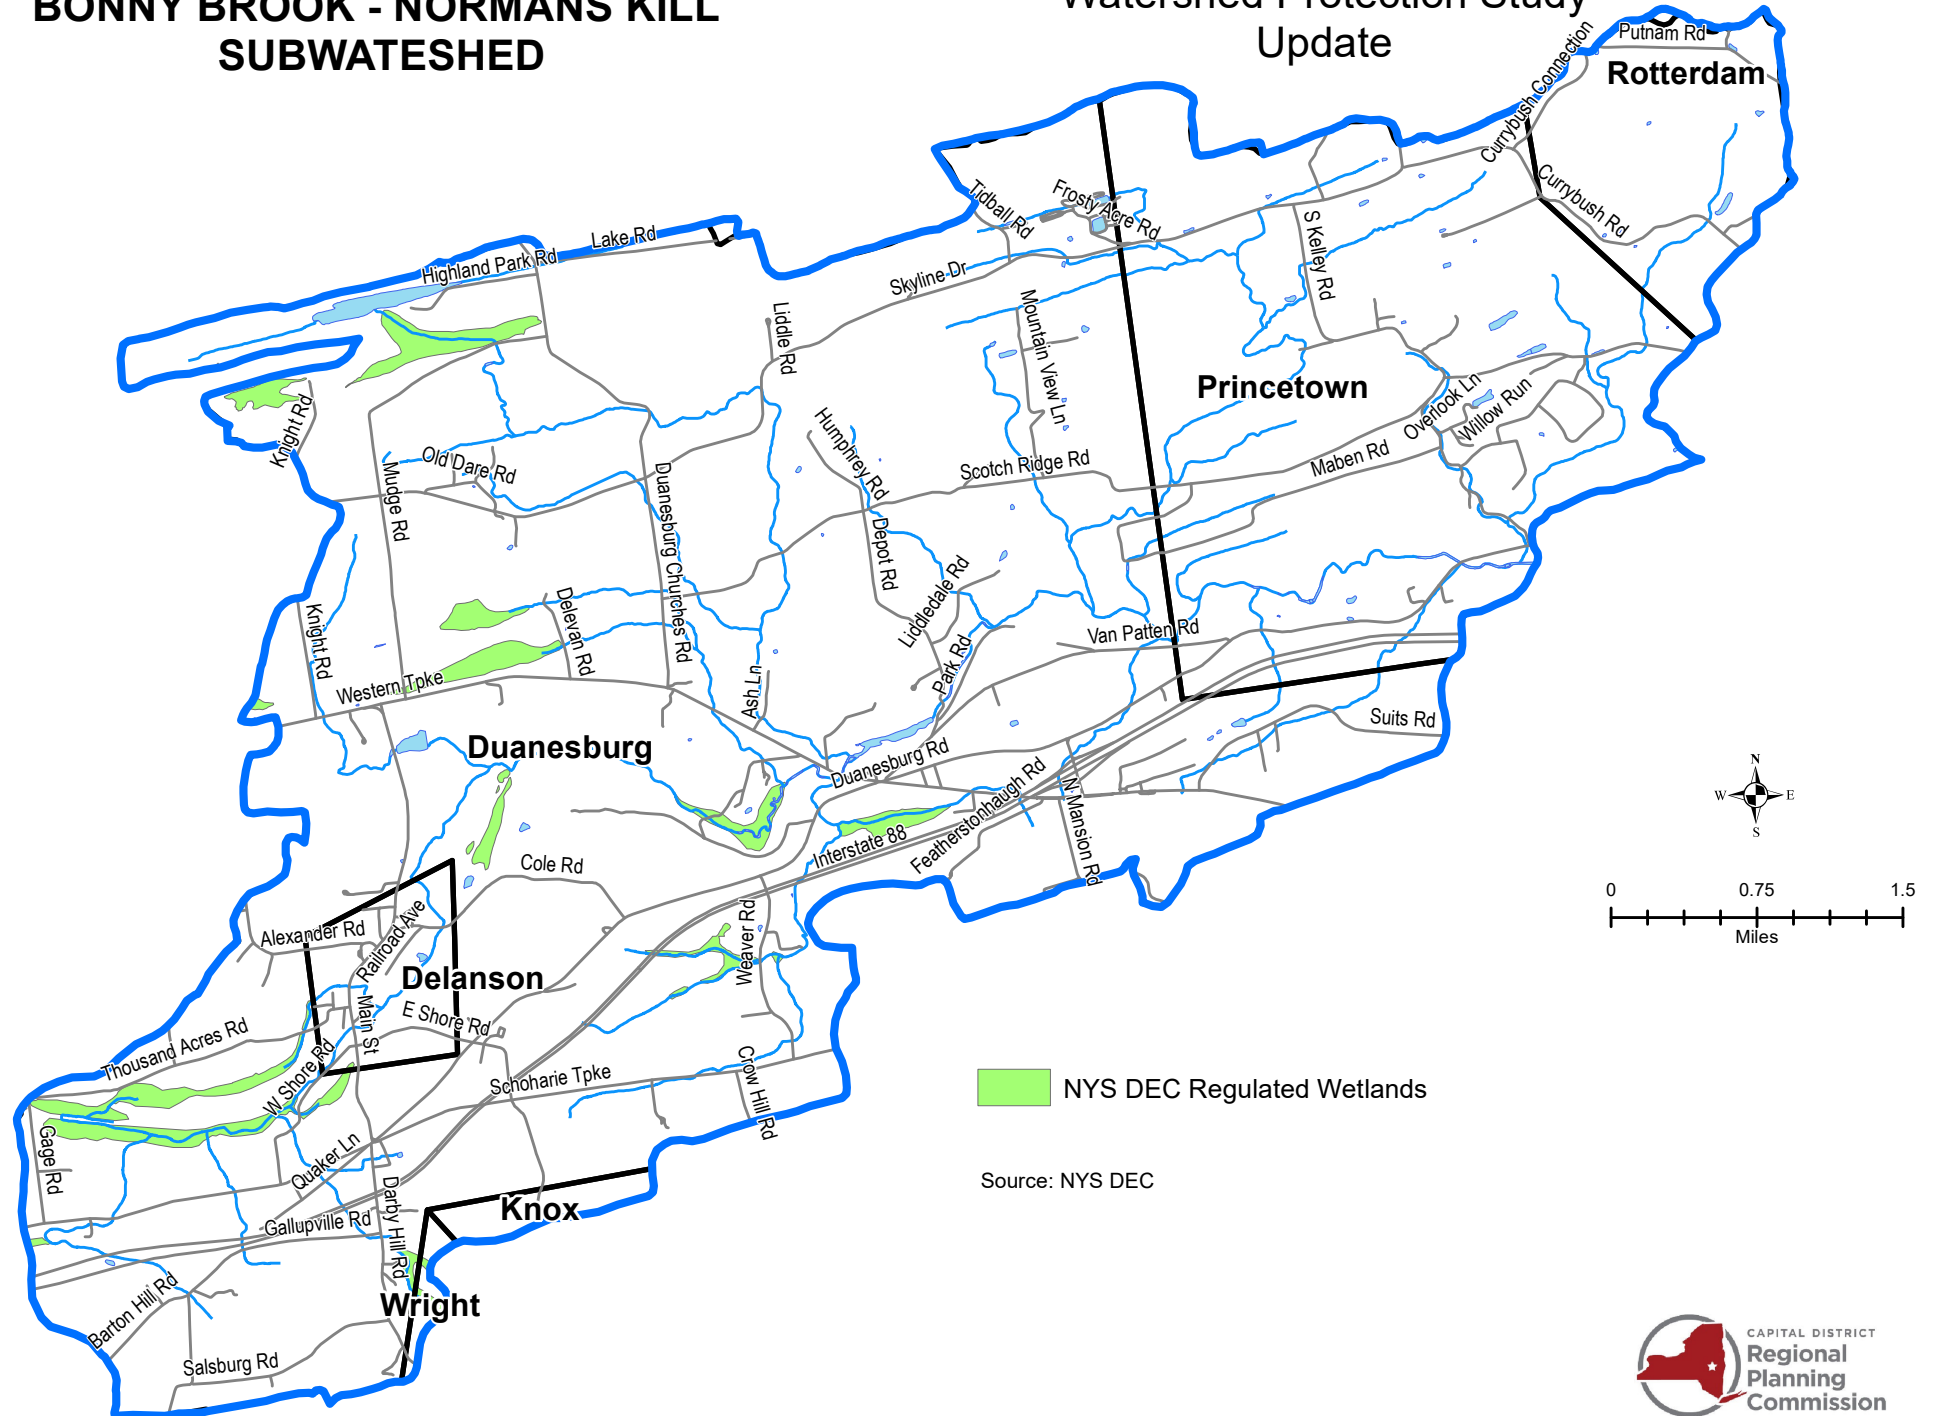 BONNY BROOK - NORMANS KILL
SUBWATESHED
Watershed Protection Study
Update
Putnam Rd
Rotterdam
Currybush Connection
Currybush Rd
Tidball Rd
Frosty Acre Rd
S Kelley Rd
Lake Rd
Highland Park Rd
Skyline Dr
Liddle Rd
Mountain View Ln
Princetown
Overlook Ln
Willow Run
Maben Rd
Knight Rd
Humphrey Rd
Scotch Ridge Rd
Old Dare Rd
Mudge Rd
Duanesburg Churches Rd
Depot Rd
Liddledale Rd
Knight Rd
Delevan Rd
Van Patten Rd
Park Rd
Ash Ln
Western Tpke
Suits Rd
Duanesburg
Duanesburg Rd
N Mansion Rd
Featherstonhaugh Rd
Interstate 88
Cole Rd
N
W
E
S
0
0.75
1.5
Miles
Alexander Rd
Railroad Ave
Weaver Rd
Delanson
Main St
E Shore Rd
Thousand Acres Rd
W Shore Rd
Schoharie Tpke
Crow Hill Rd
NYS DEC Regulated Wetlands
Gage Rd
Quaker Ln
Source: NYS DEC
Darby Hill Rd
Knox
Gallupville Rd
Wright
Barton Hill Rd
Salsburg Rd
CAPITAL DISTRICT
Regional
Planning
Commission